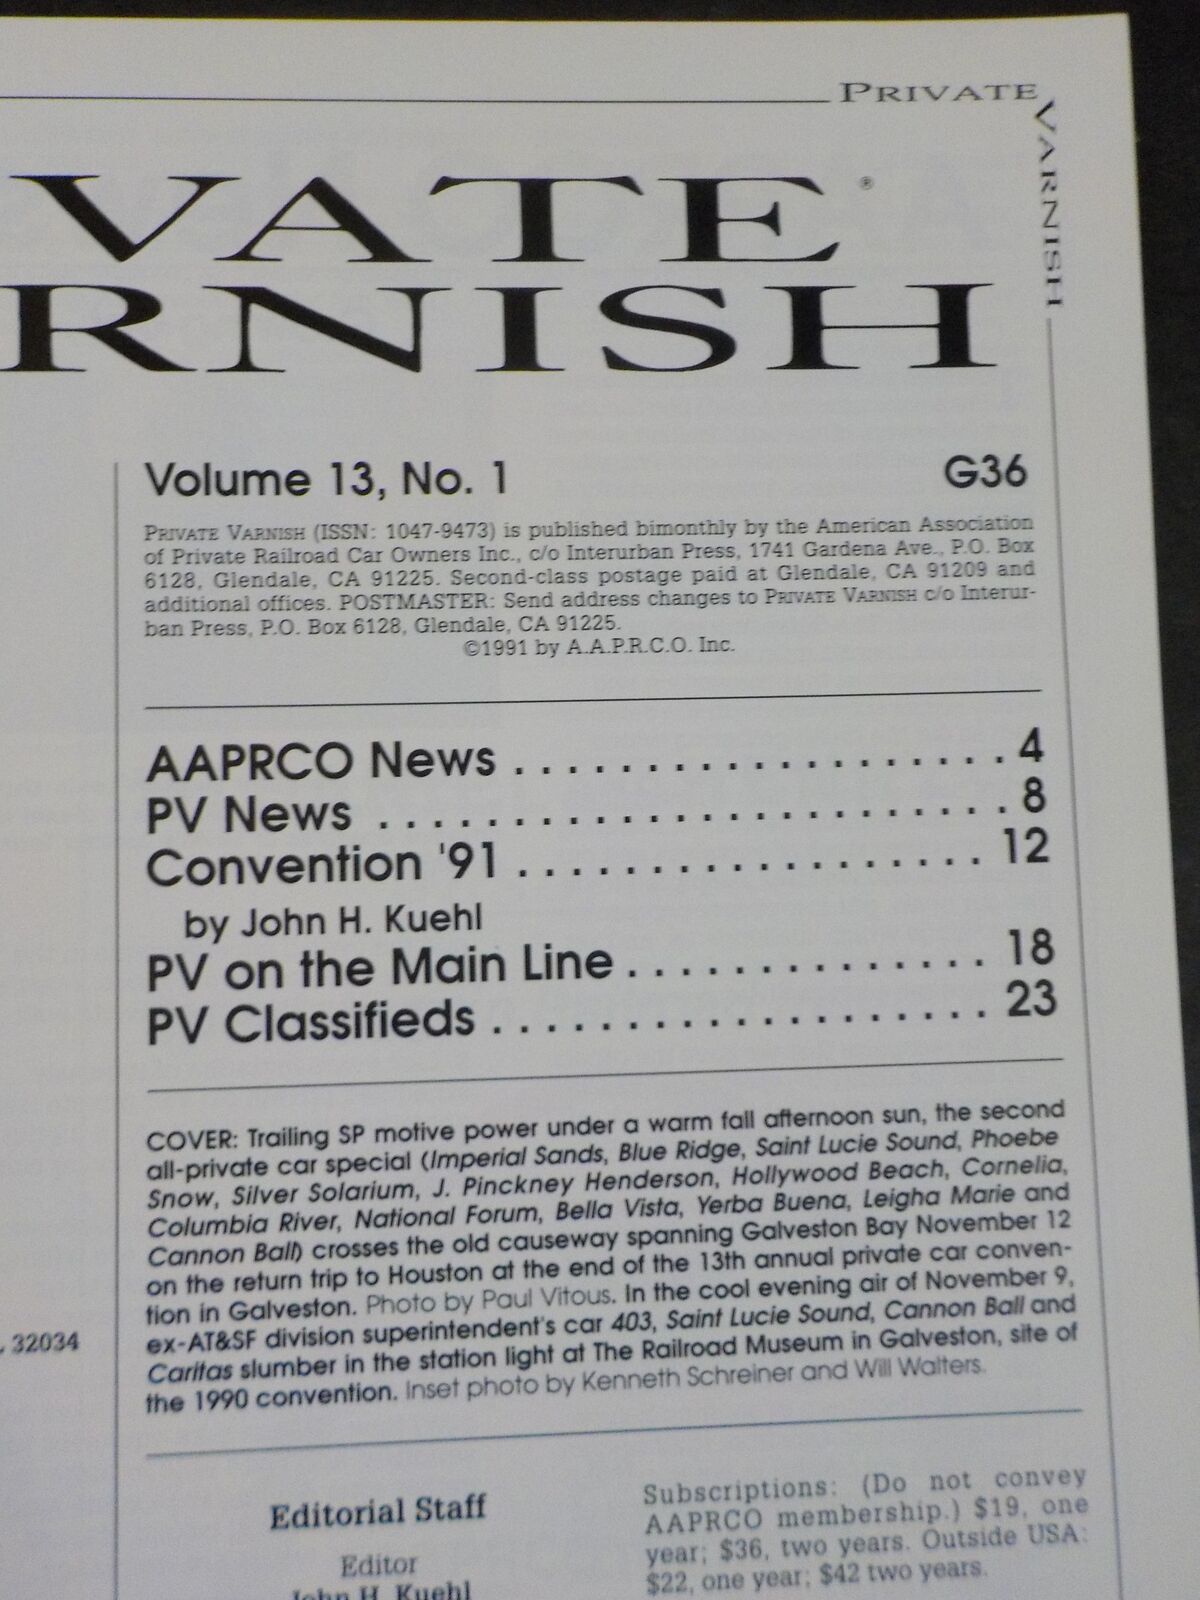 PRIVATE
VARNISH
VATE®
RNISH
Volume 13, No. 1 G36
PRIVATE VARNISH (ISSN: 1047-9473) is published bimonthly by the American Association
of Private Railroad Car Owners Inc., c/o Interurban Press, 1741 Gardena Ave., P.O. Box
6128, Glendale, CA 91225. Second-class postage paid at Glendale, CA 91209 and
additional offices. POSTMASTER: Send address changes to PRIVATE VARNISH c/o Interur-
ban Press, P.O. Box 6128, Glendale, CA 91225.
©1991 by A.A.P.R.C.O. Inc.
AAPRCO News . . . . . . . . . . . . . . . . . . . 4
PV News . . . . . . . . . . . . . . . . . . . . . . . . 8
Convention '91 . . . . . . . . . . . . . . . . . . 12
by John H. Kuehl
PV on the Main Line . . . . . . . . . . . . . . 18
PV Classifieds . . . . . . . . . . . . . . . . . . . 23
COVER: Trailing SP motive power under a warm fall afternoon sun, the second
all-private car special (Imperial Sands, Blue Ridge, Saint Lucie Sound, Phoebe
Snow, Silver Solarium, J. Pinckney Henderson, Hollywood Beach, Cornelia,
Columbia River, National Forum, Bella Vista, Yerba Buena, Leigha Marie and
Cannon Ball) crosses the old causeway spanning Galveston Bay November 12
on the return trip to Houston at the end of the 13th annual private car conven-
tion in Galveston. Photo by Paul Vitous. In the cool evening air of November 9,
ex-AT&SF division superintendent's car 403, Saint Lucie Sound, Cannon Ball and
Caritas slumber in the station light at The Railroad Museum in Galveston, site of
the 1990 convention. Inset photo by Kenneth Schreiner and Will Walters.
, 32034
Editorial Staff
Editor
John H. Kuehl
Subscriptions: (Do not convey
AAPRCO membership.) $19, one
year; $36, two years. Outside USA:
$22, one year; $42 two years.